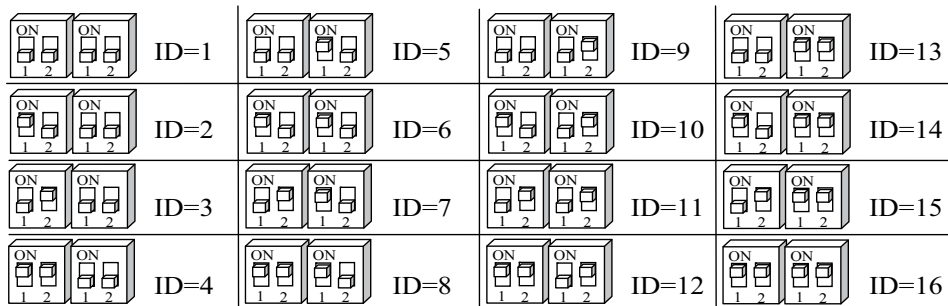 ON ON ID=1 ON ON ID=5 ON ON ID=9 ON ON ID=13
1 2 1 2 1 2 1 2 1 2 1 2 1 2 1 2
ON ON ID=2 ON ON ID=6 ON ON ID=10 ON ON ID=14
1 2 1 2 1 2 1 2 1 2 1 2 1 2 1 2
ON ON ID=3 ON ON ID=7 ON ON ID=11 ON ON ID=15
1 2 1 2 1 2 1 2 1 2 1 2 1 2 1 2
ON ON ID=4 ON ON ID=8 ON ON ID=12 ON ON ID=16
1 2 1 2 1 2 1 2 1 2 1 2 1 2 1 2